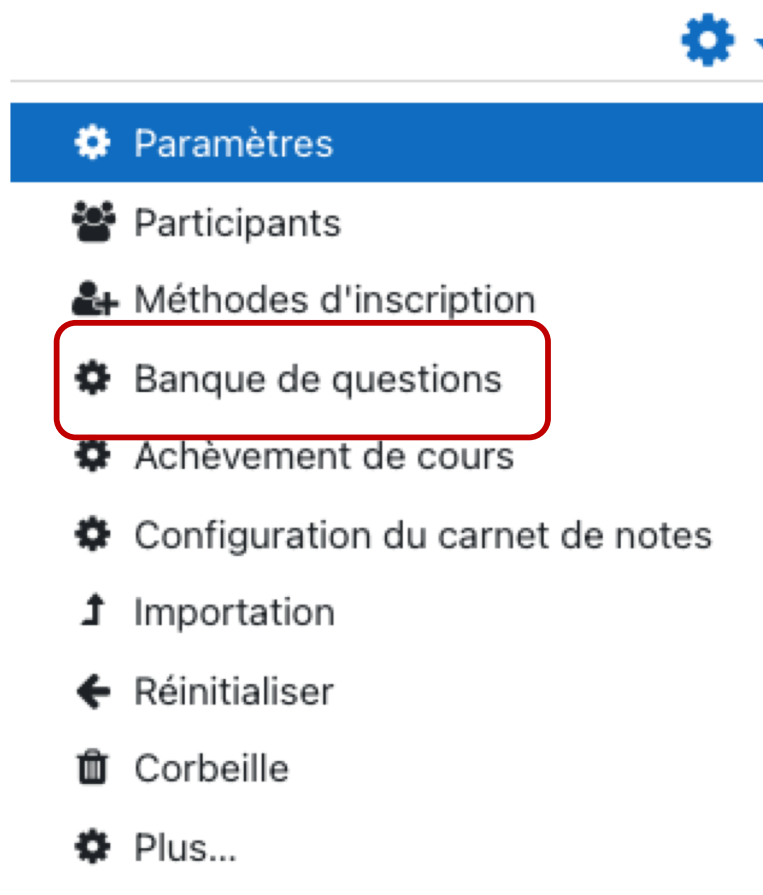 Paramètres
Participants
Méthodes d'inscription
Banque de questions
Achèvement de cours
Configuration du carnet de notes
Importation
Réinitialiser
Corbeille
Plus...